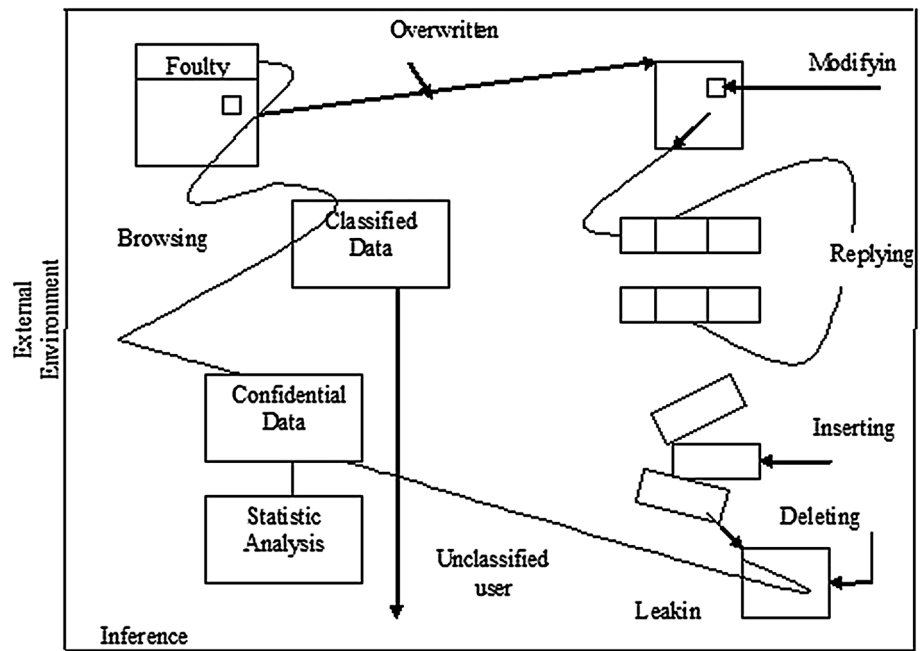 Overwritten
Foulty
Modifyin
Browsing
Classified
Data
Replying
External
Environment
Confidential
Data
Inserting
Statistic
Analysis
Deleting
Unclassified
user
Leakin
Inference